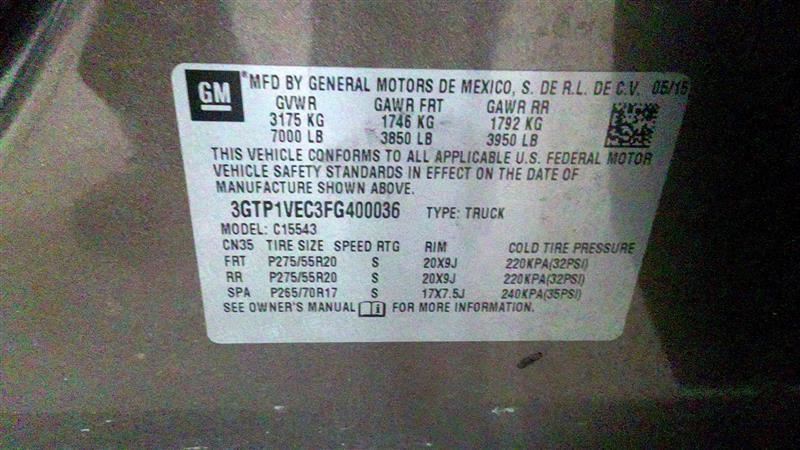 GM ®MFD BY GENERAL MOTORS DE MEXICO, S. DE R.L. DE C.V. 05/15
GVWR GAWR FRT GAWR RR
3175 KG 1746 KG 1792 KG
7000 LB 3850 LB 3950 LB
THIS VEHICLE CONFORMS TO ALL APPLICABLE U.S. FEDERAL MOTOR
VEHICLE SAFETY STANDARDS IN EFFECT ON THE DATE OF
MANUFACTURE SHOWN ABOVE.
3GTP1VEC3FG400036 TYPE: TRUCK
MODEL: C15543
CN35 TIRE SIZE SPEED RTG RIM COLD TIRE PRESSURE
FRT P275/55R20 S 20X9J 220KPA(32PSI)
RR P275/55R20 S 20X9J 220KPA(32PSI)
SPA P265/70R17 S 17X7.5J 240KPA(35PSI)
SEE OWNER'S MANUAL FOR MORE INFORMATION.